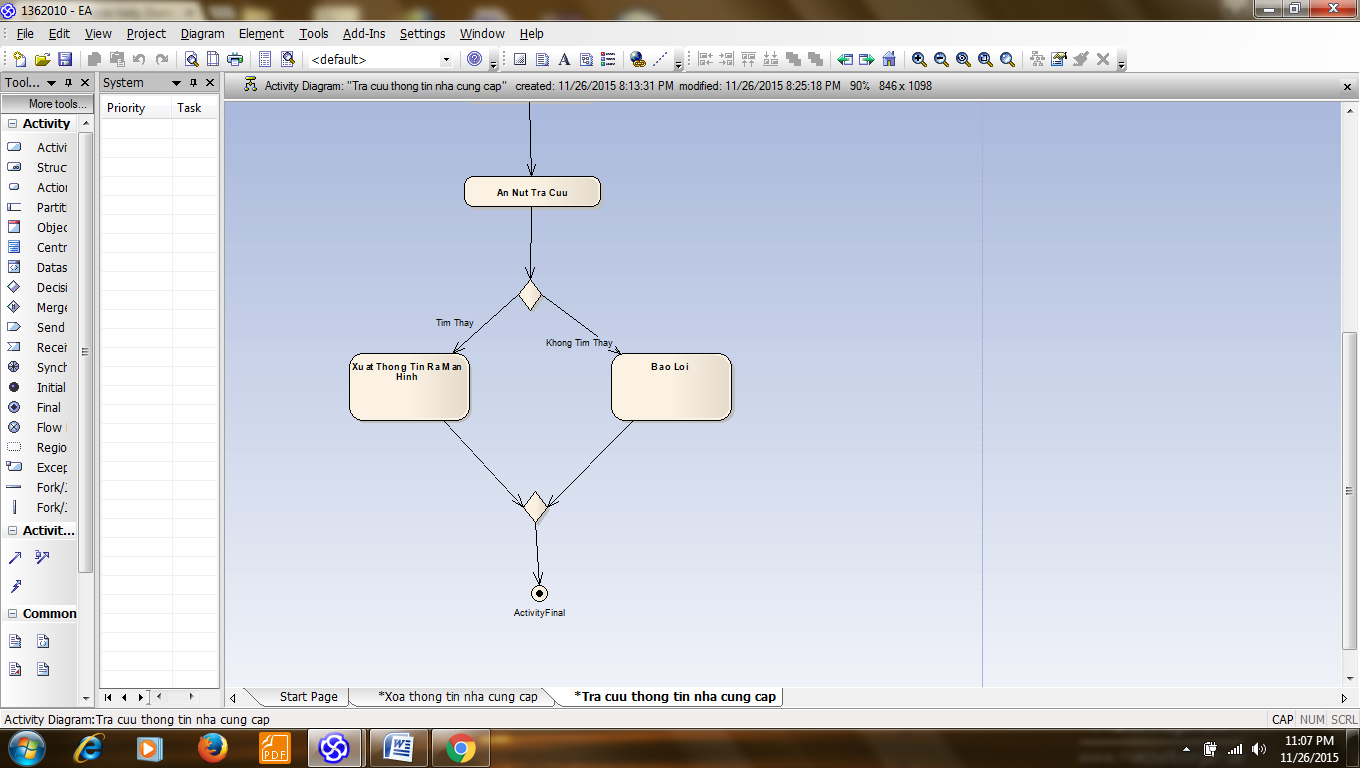 1362010 - EA
File Edit View Project Diagram Element Tools Add-Ins Settings Window Help
<default>
Tool...
System
Activity Diagram: "Tra cuu thong tin nha cung cap" created: 11/26/2015 8:13:31 PM modified: 11/26/2015 8:25:18 PM 90% 846 x 1098
More tools...
Priority Task
Activity
Activi
Struc
Action
Partiti
Objec
Centr
Datas
Decisi
Merge
Send
Receiv
Synch
Initial
Final
Flow
Regio
Excep
Fork/J
Fork/J
Activit...
Common
An Nut Tra Cuu
Tim Thay
Khong Tim Thay
Xuat Thong Tin Ra Man
Hinh
Bao Loi
ActivityFinal
Start Page *Xoa thong tin nha cung cap *Tra cuu thong tin nha cung cap
Activity Diagram:Tra cuu thong tin nha cung cap
CAP NUM SCRL
PDF
11:07 PM
11/26/2015